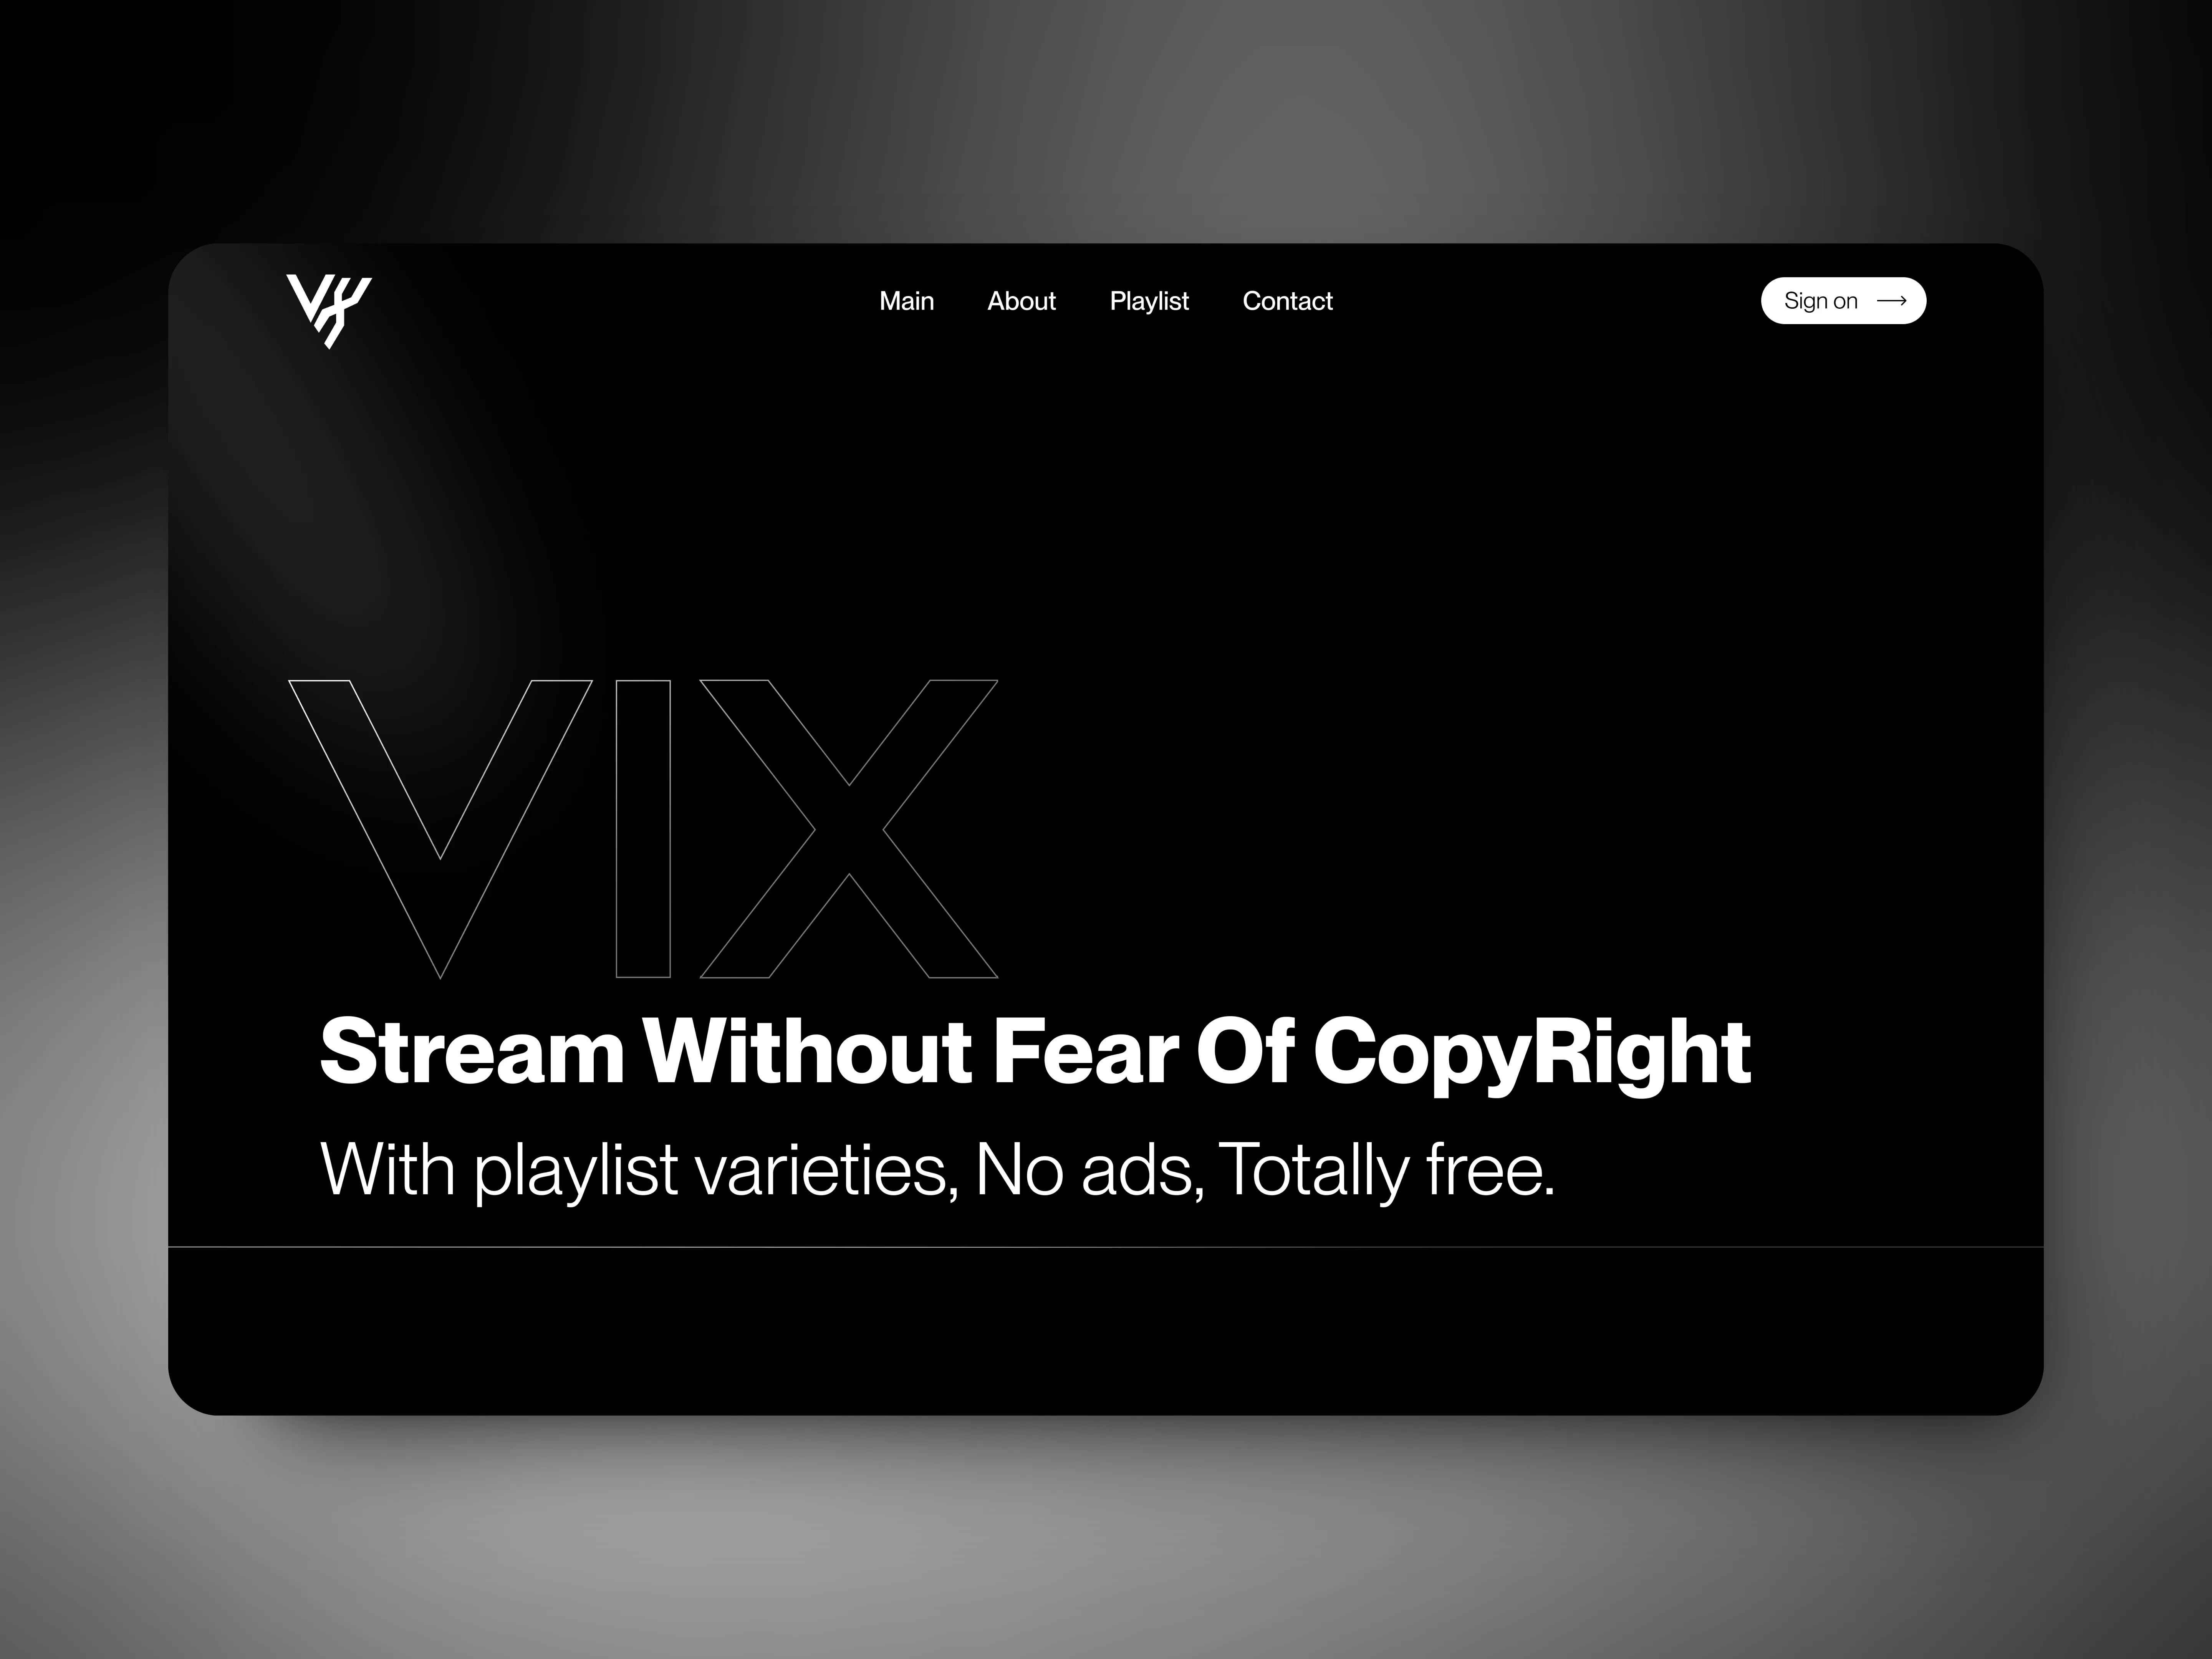 Main About Playlist Contact Sign on
VIX
Stream Without Fear Of CopyRight
With playlist varieties, No ads, Totally free.